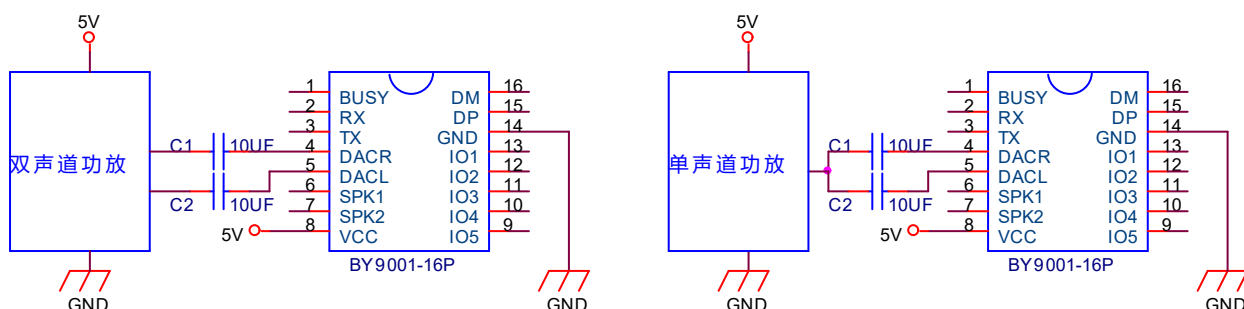 5V
双声道功放
C1
10UF
C2
10UF
5V
GND
1
2
3
4
5
6
7
8
BUSY
RX
TX
DACR
DACL
SPK1
SPK2
VCC
DM
DP
GND
IO1
IO2
IO3
IO4
IO5
16
15
14
13
12
11
10
9
BY9001-16P
GND
5V
单声道功放
C1
10UF
C2
10UF
5V
GND
1
2
3
4
5
6
7
8
BUSY
RX
TX
DACR
DACL
SPK1
SPK2
VCC
DM
DP
GND
IO1
IO2
IO3
IO4
IO5
16
15
14
13
12
11
10
9
BY9001-16P
GND